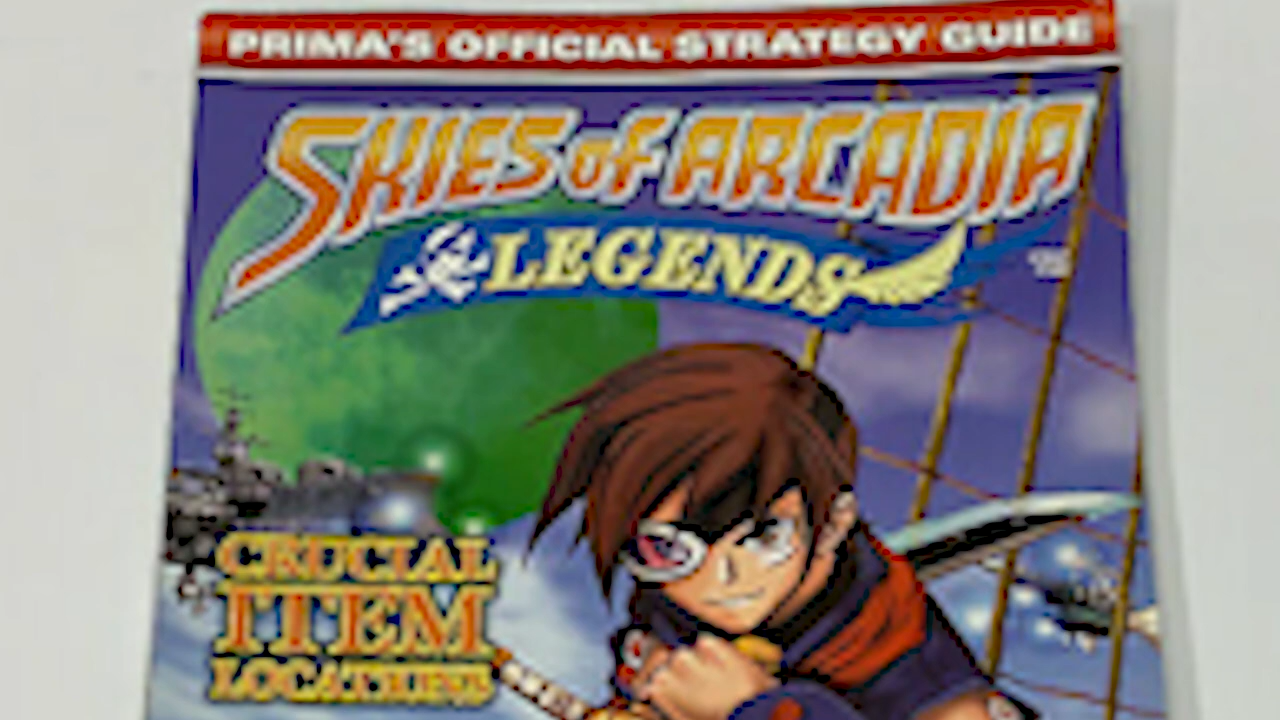 PRIMA'S OFFICIAL STRATEGY GUIDE
SKIES of ARCADIA
LEGENDS
CRUCIAL
ITEM
LOCATIONS